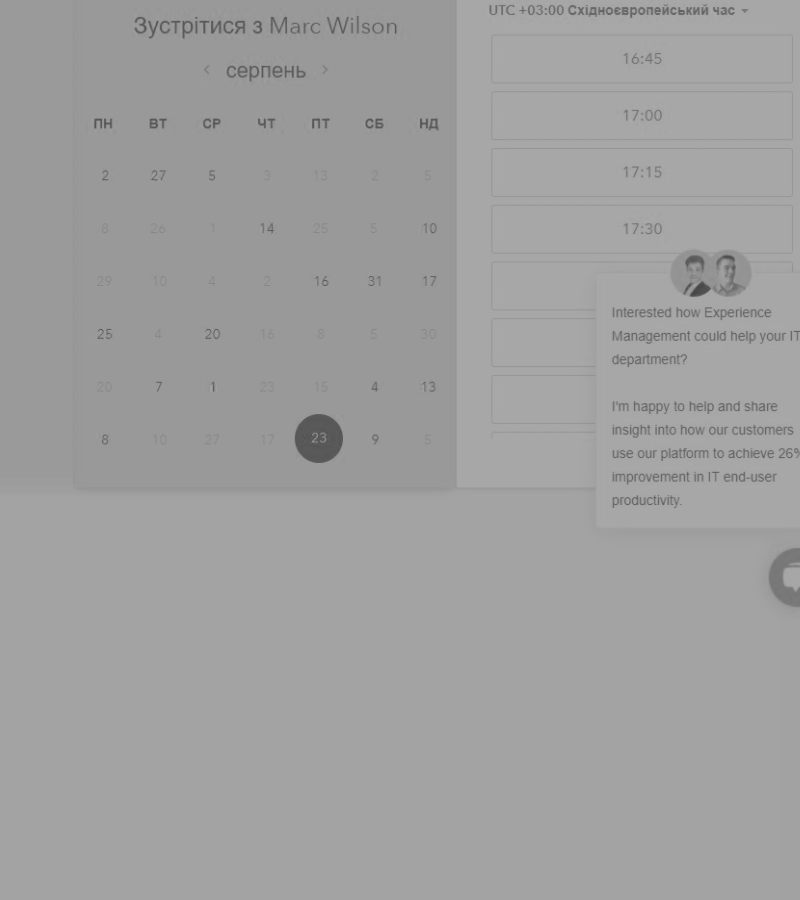 Зустрітися з Marc Wilson
серпень
ПН ВТ СР ЧТ ПТ СБ НД
2 27 5 3 13 2 5
8 26 1 14 25 5 10
29 10 4 2 16 31 17
25 4 20 16 8 5 30
20 7 1 23 15 4 13
8 10 27 17 23 9 5
UTC +03:00 Східноєвропейський час
16:45
17:00
17:15
17:30
Interested how Experience
Management could help your IT
department?
I'm happy to help and share
insight into how our customers
use our platform to achieve 26%
improvement in IT end-user
productivity.